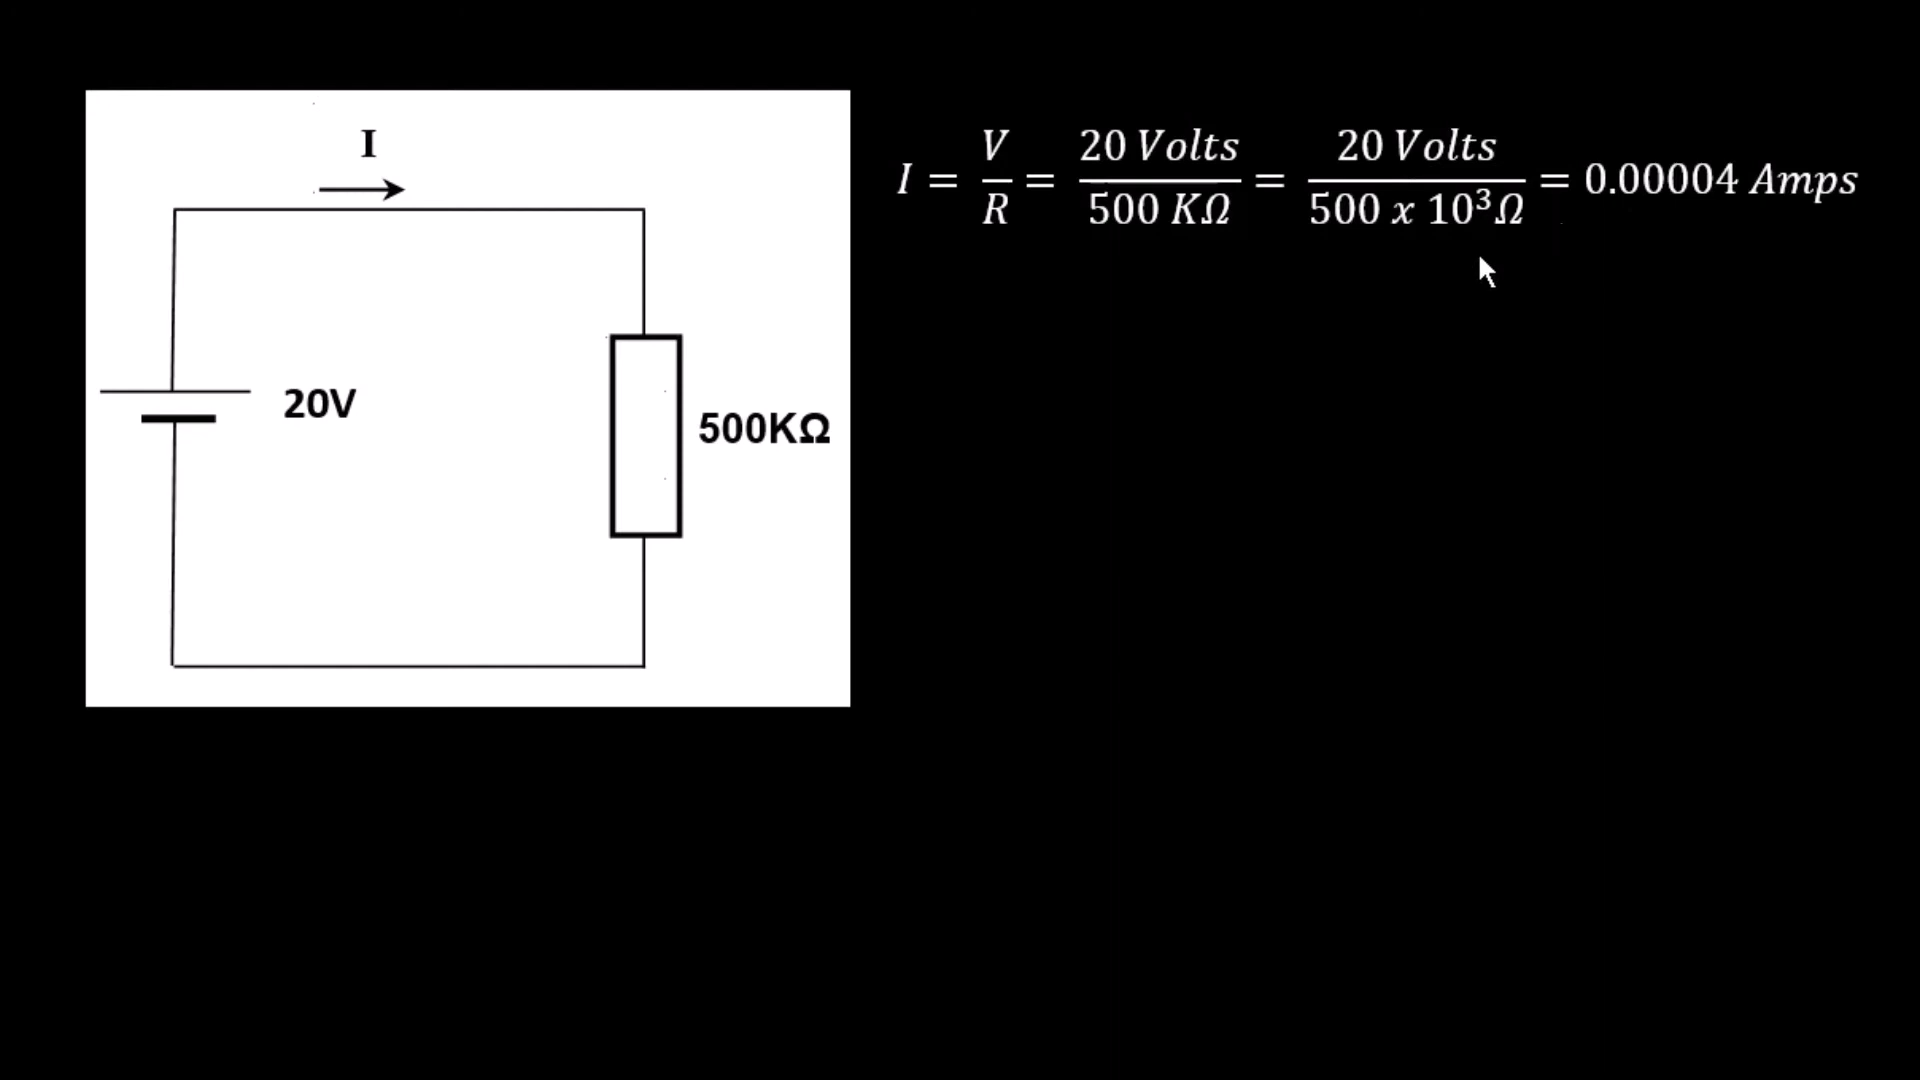 I
20V
500KΩ
I = V/R = 20 Volts/500 KΩ = 20 Volts/500 x 10³Ω = 0.00004 Amps